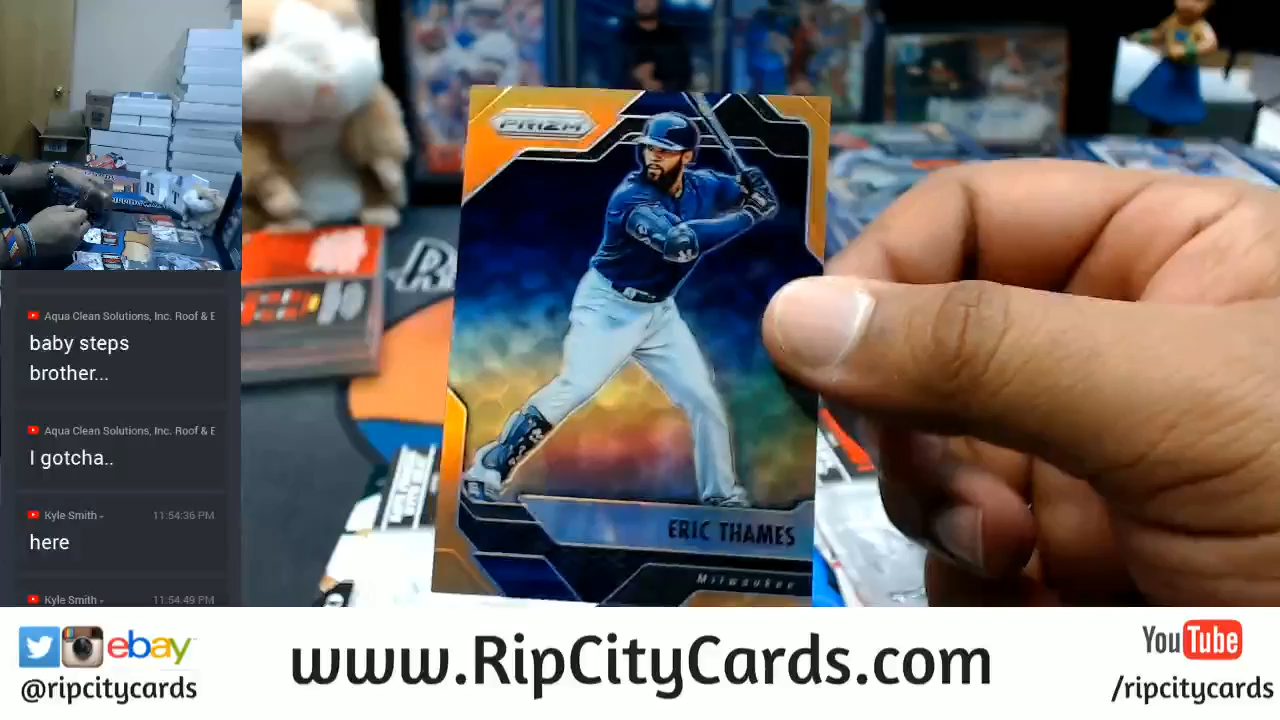 Aqua Clean Solutions, Inc. Roof & E
baby steps
brother...
Aqua Clean Solutions, Inc. Roof & E
I gotcha..
Kyle Smith 11:54:36 PM
here
Kyle Smith 11:54:49 PM
PRIZM
ERIC THAMES
Milwaukee
ebay
@ripcitycards
www.RipCityCards.com
YouTube
/ripcitycards